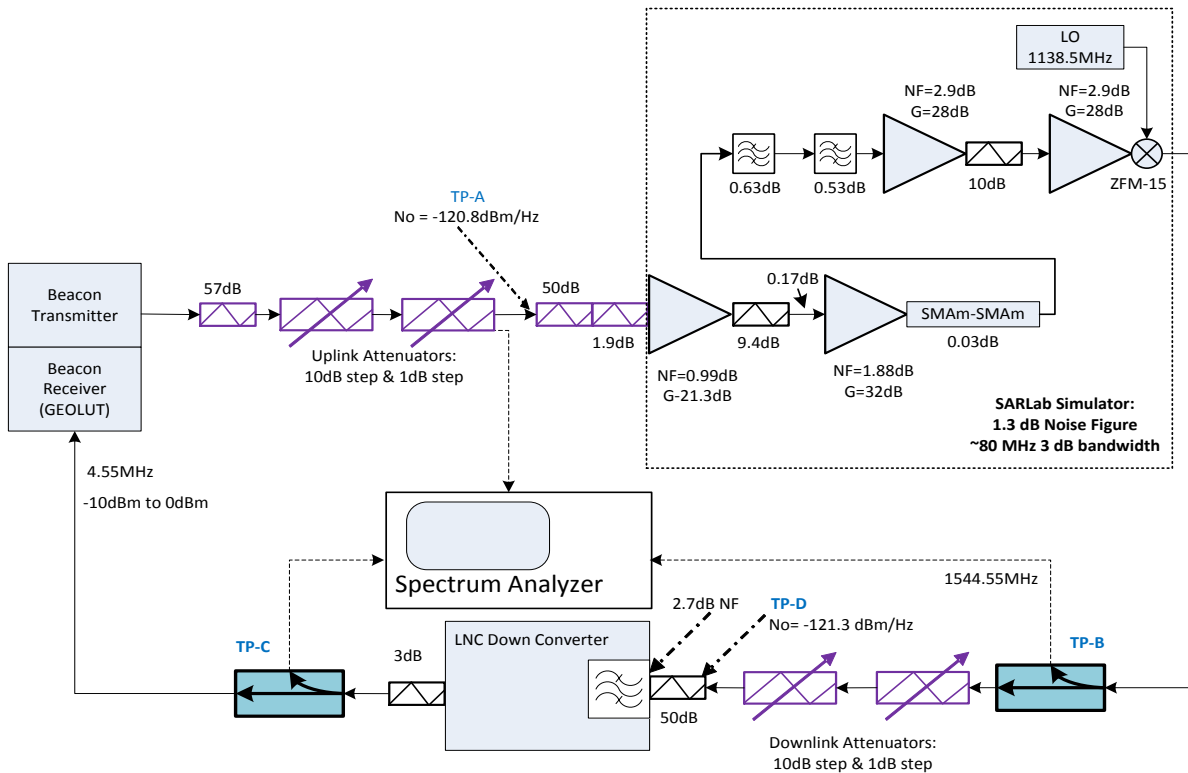 LO
1138.5MHz
NF=2.9dB
G=28dB
NF=2.9dB
G=28dB
0.63dB
0.53dB
10dB
ZFM-15
TP-A
No = -120.8dBm/Hz
Beacon
Transmitter
Beacon
Receiver
(GEOLUT)
57dB
50dB
1.9dB
Uplink Attenuators:
10dB step & 1dB step
0.17dB
9.4dB
SMAm-SMAm
0.03dB
NF=0.99dB
G-21.3dB
NF=1.88dB
G=32dB
SARLab Simulator:
1.3 dB Noise Figure
~80 MHz 3 dB bandwidth
4.55MHz
-10dBm to 0dBm
Spectrum Analyzer
1544.55MHz
2.7dB NF
TP-D
No= -121.3 dBm/Hz
TP-C
3dB
LNC Down Converter
50dB
TP-B
Downlink Attenuators:
10dB step & 1dB step